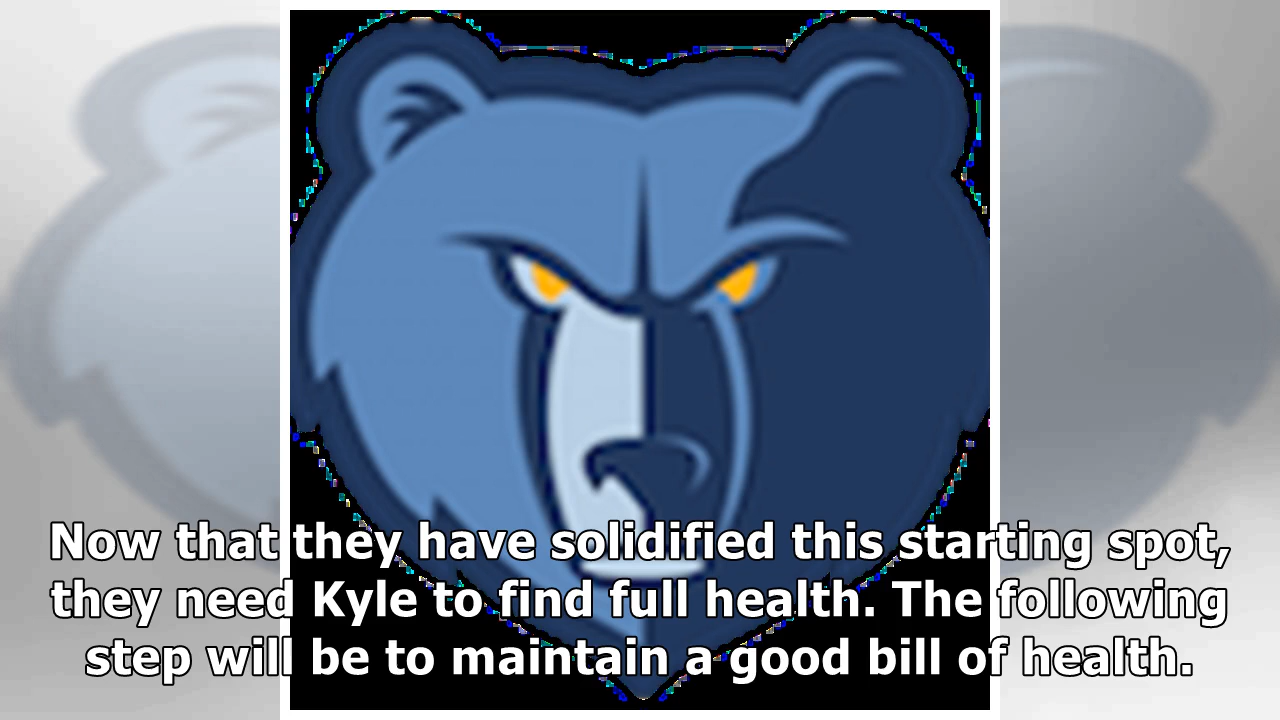 Now that they have solidified this starting spot,
they need Kyle to find full health. The following
step will be to maintain a good bill of health.